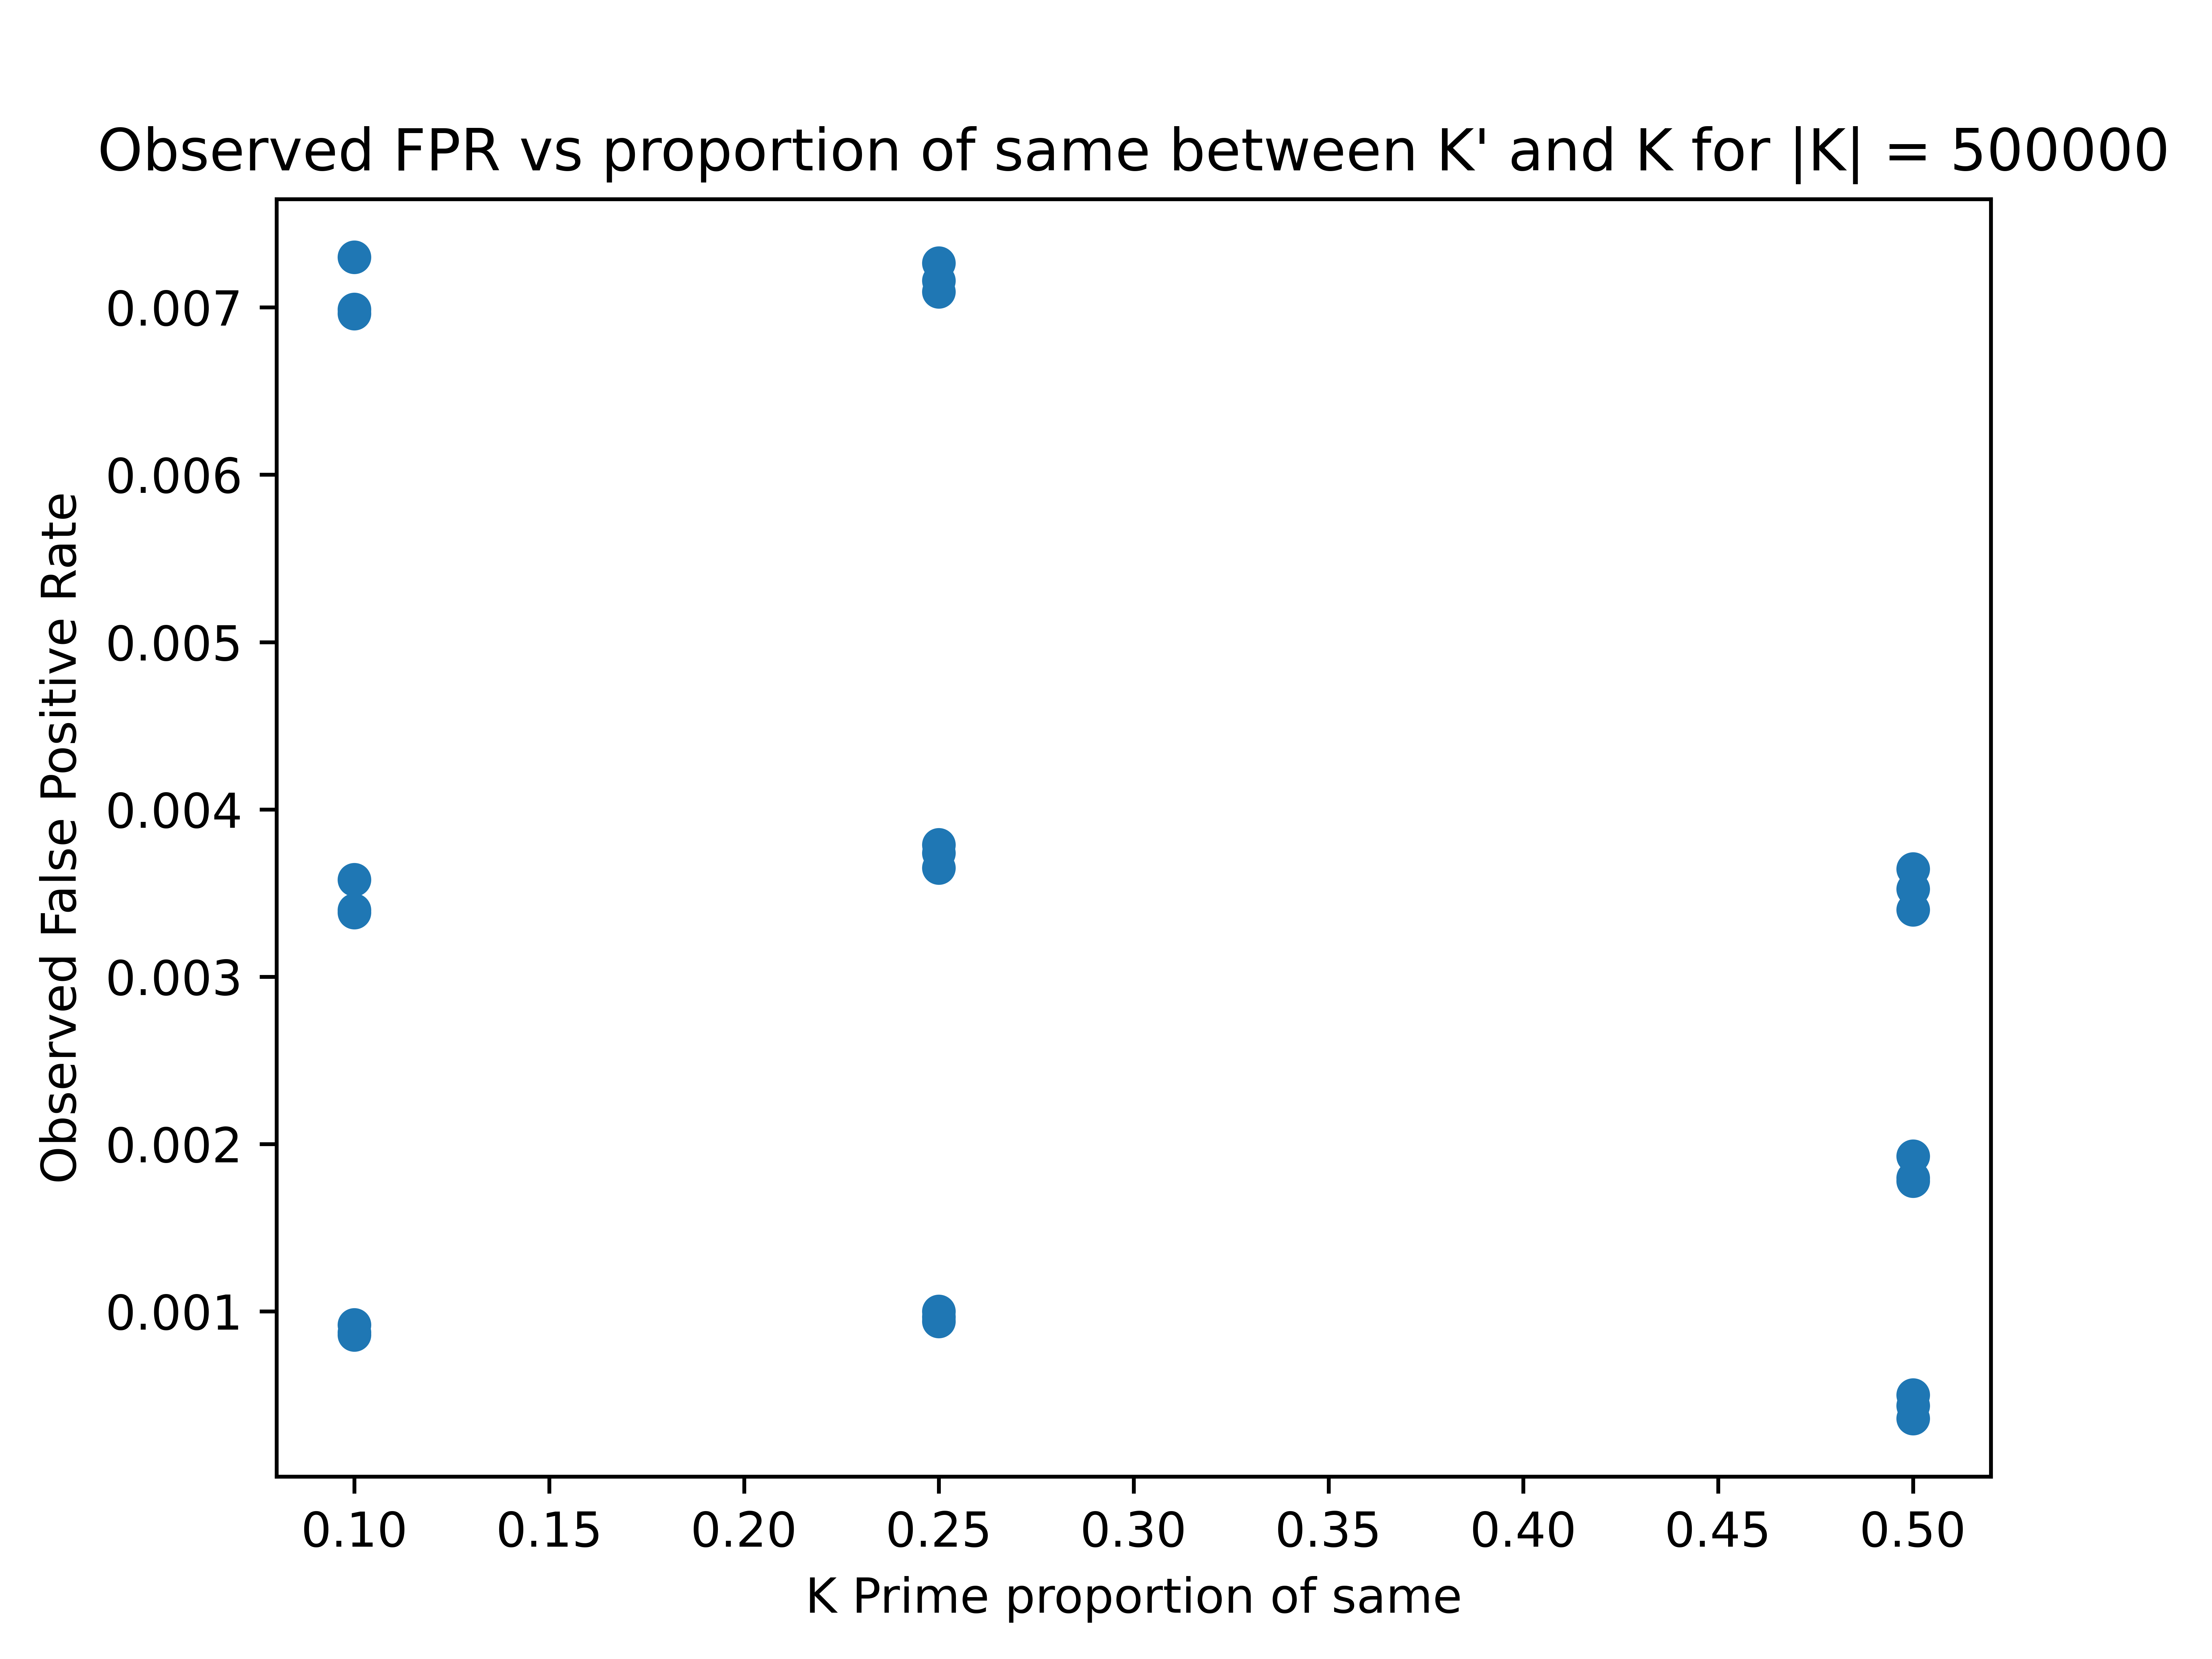 Observed FPR vs proportion of same between K' and K for |K| = 500000
Observed False Positive Rate
0.007
0.006
0.005
0.004
0.003
0.002
0.001
0.10 0.15 0.20 0.25 0.30 0.35 0.40 0.45 0.50
K Prime proportion of same